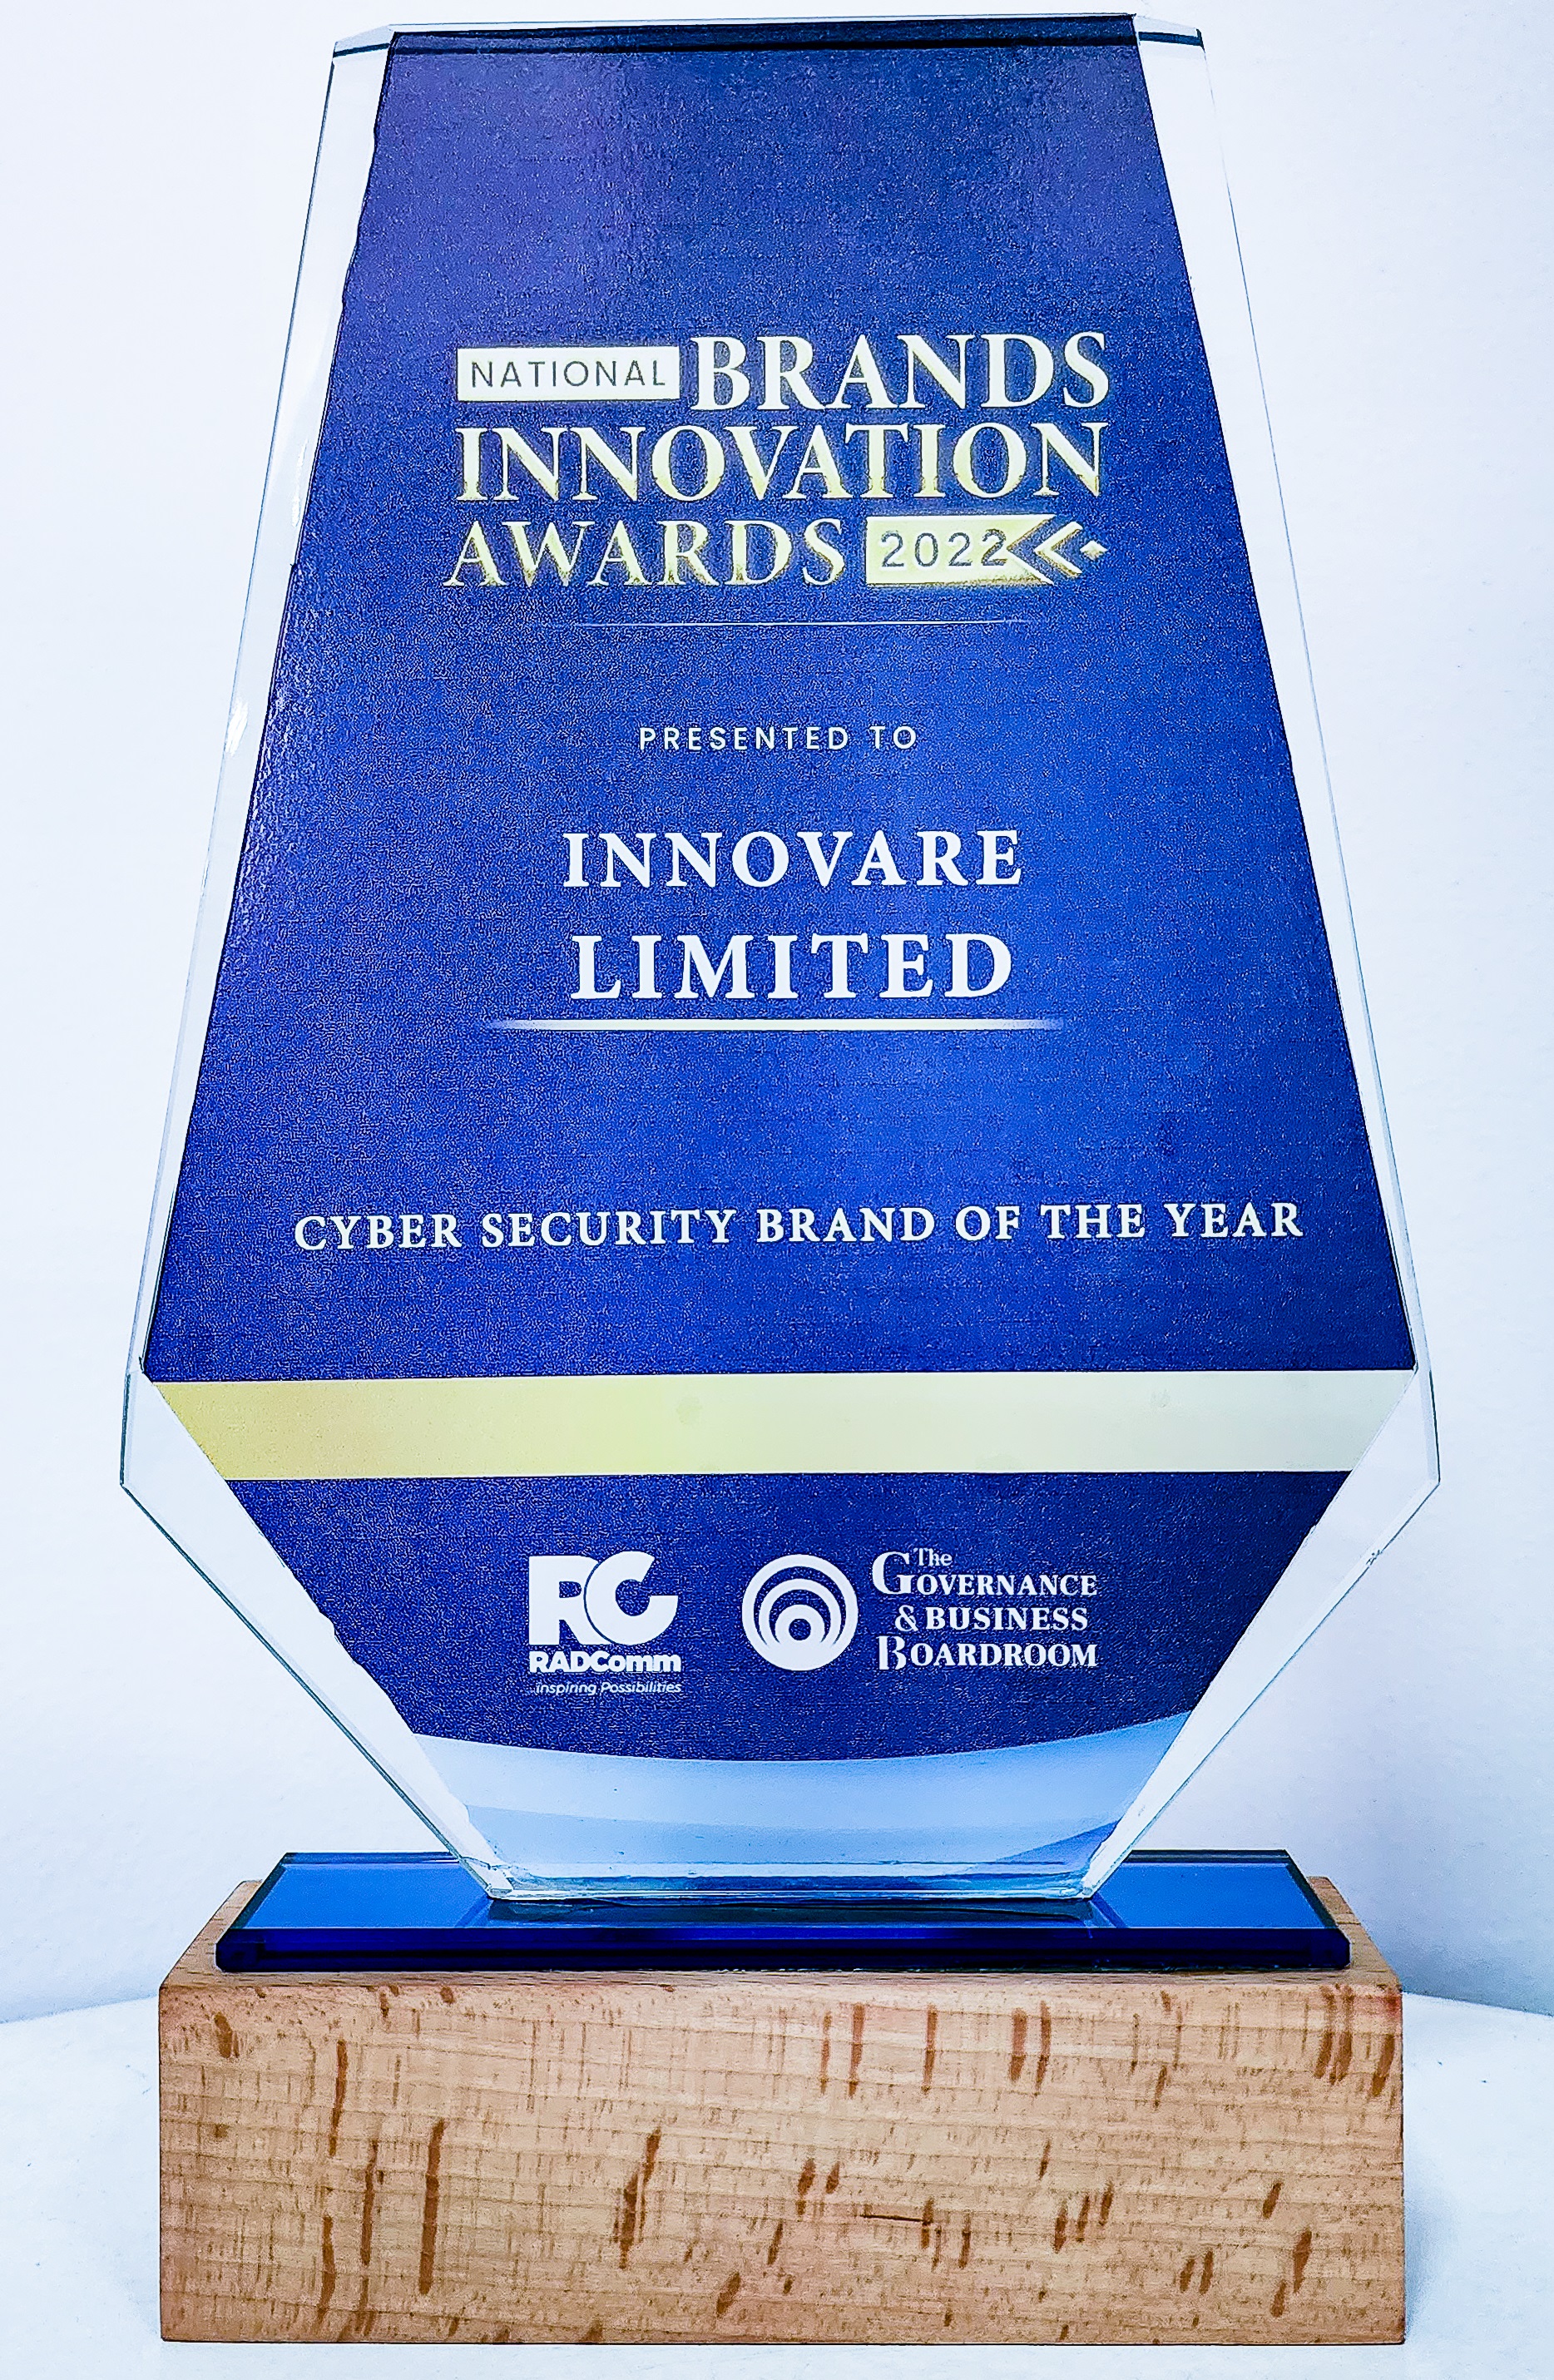 NATIONAL BRANDS
INNOVATION
AWARDS 2022
PRESENTED TO
INNOVARE
LIMITED
CYBER SECURITY BRAND OF THE YEAR
RC
RADComm
...inspiring Possibilities
The
GOVERNANCE
& BUSINESS
BOARDROOM